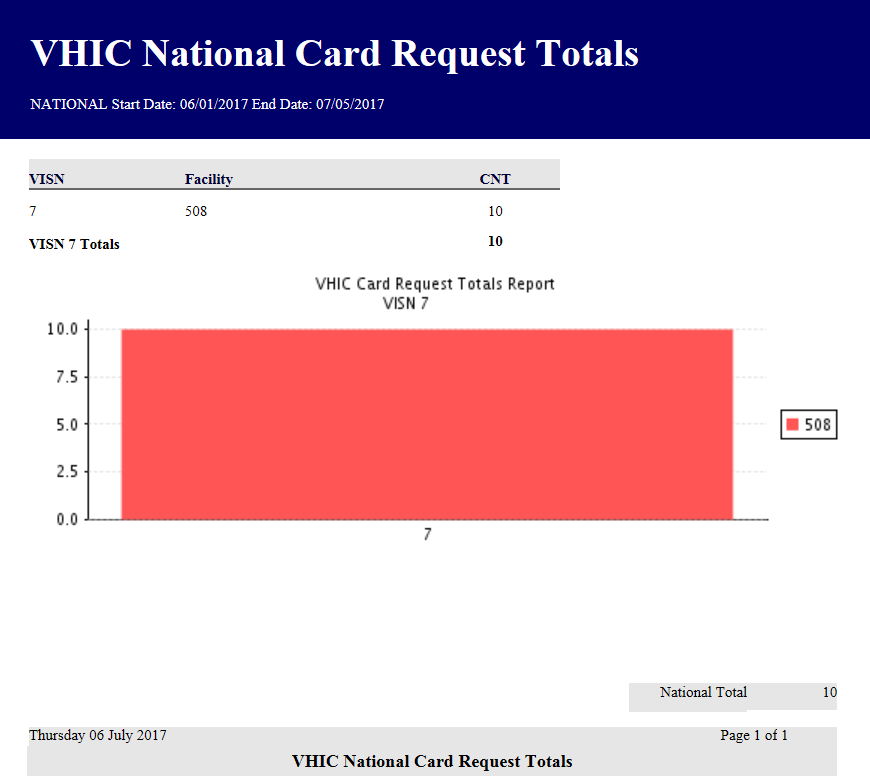 VHIC National Card Request Totals
NATIONAL Start Date: 06/01/2017 End Date: 07/05/2017
VISN Facility CNT
7 508 10
VISN 7 Totals 10
VHIC Card Request Totals Report
VISN 7
10.0
7.5
5.0
2.5
0.0
508
7
National Total 10
Thursday 06 July 2017 Page 1 of 1
VHIC National Card Request Totals